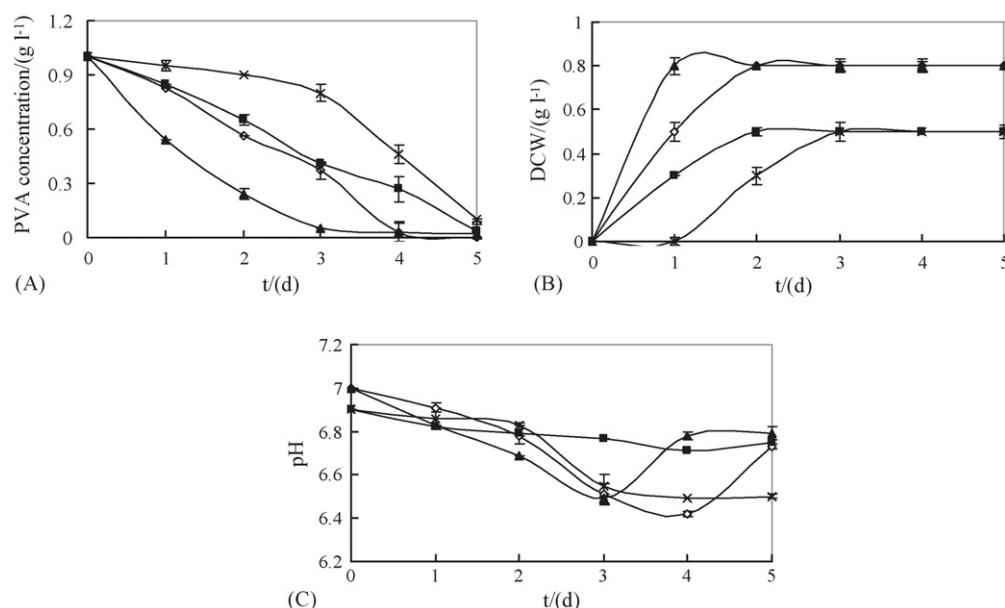 PVA concentration/(g l⁻¹)
1.2
0.9
0.6
0.3
0
0 1 2 3 4 5
(A) t/(d)
DCW/(g l⁻¹)
1
0.8
0.6
0.4
0.2
0
0 1 2 3 4 5
(B) t/(d)
pH
7.2
7
6.8
6.6
6.4
6.2
0 1 2 3 4 5
(C) t/(d)